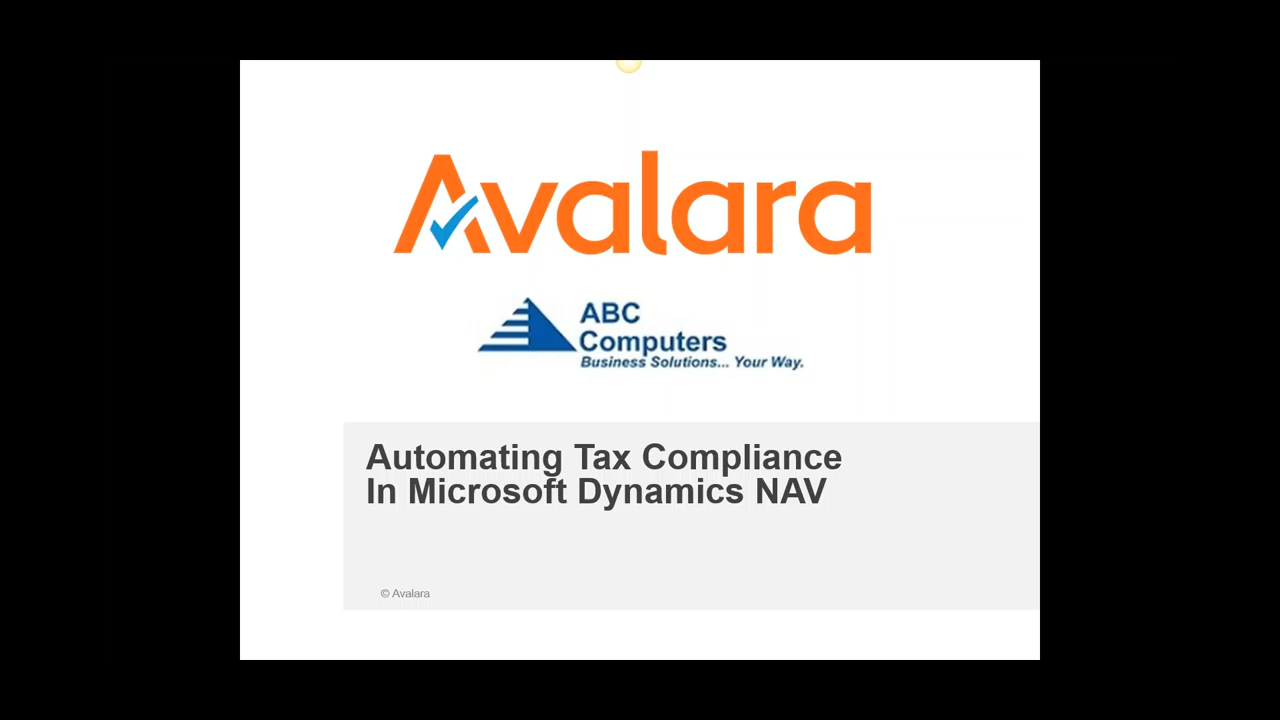 Avalara
ABC
Computers
Business Solutions... Your Way.
Automating Tax Compliance
In Microsoft Dynamics NAV
© Avalara